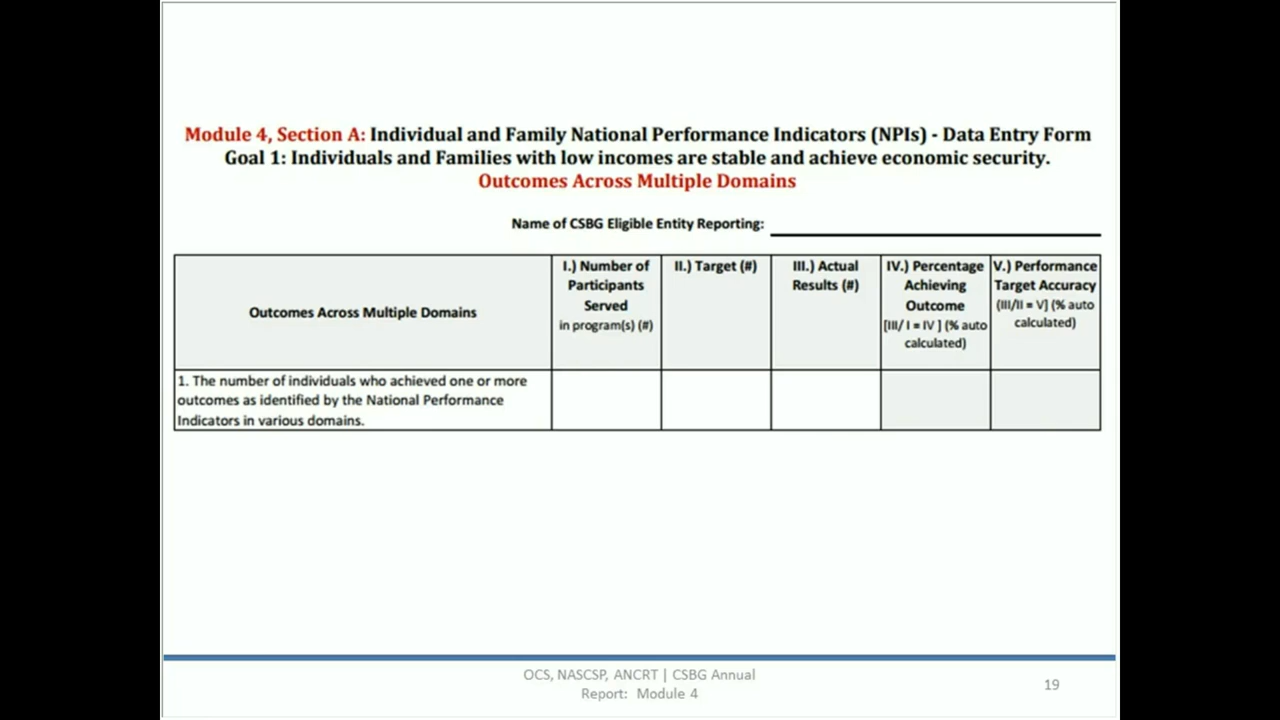 Module 4, Section A: Individual and Family National Performance Indicators (NPIs) - Data Entry Form
Goal 1: Individuals and Families with low incomes are stable and achieve economic security.
Outcomes Across Multiple Domains
Name of CSBG Eligible Entity Reporting:
Outcomes Across Multiple Domains
I.) Number of
Participants
Served
in program(s) (#)
II.) Target (#)
III.) Actual
Results (#)
IV.) Percentage
Achieving
Outcome
[III/ I = IV ] (% auto
calculated)
V.) Performance
Target Accuracy
(III/II = V] (% auto
calculated)
1. The number of individuals who achieved one or more
outcomes as identified by the National Performance
Indicators in various domains.
OCS, NASCSP, ANCRT | CSBG Annual
Report: Module 4
19